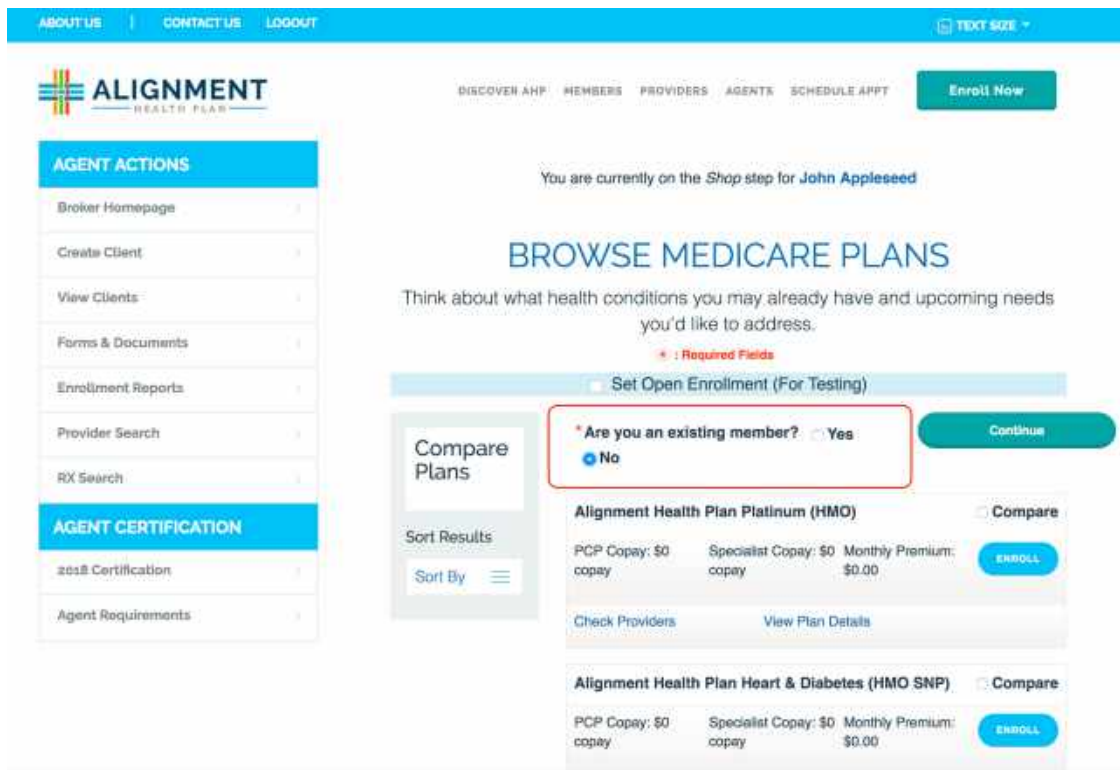 ABOUT US | CONTACT US LOGOUT
TEXT SIZE
ALIGNMENT
HEALTH PLAN
DISCOVER AHP MEMBERS PROVIDERS AGENTS SCHEDULE APPT Enroll Now
AGENT ACTIONS
Broker Homepage
Create Client
View Clients
Forms & Documents
Enrollment Reports
Provider Search
RX Search
AGENT CERTIFICATION
2018 Certification
Agent Requirements
You are currently on the Shop step for John Appleseed
BROWSE MEDICARE PLANS
Think about what health conditions you may already have and upcoming needs
you'd like to address.
* : Required Fields
Set Open Enrollment (For Testing)
Compare
Plans
Sort Results
Sort By
*Are you an existing member? Yes
No
Continue
Alignment Health Plan Platinum (HMO) Compare
PCP Copay: $0 Specialist Copay: $0 Monthly Premium:
copay copay $0.00
ENROLL
Check Providers View Plan Details
Alignment Health Plan Heart & Diabetes (HMO SNP) Compare
PCP Copay: $0 Specialist Copay: $0 Monthly Premium:
copay copay $0.00
ENROLL